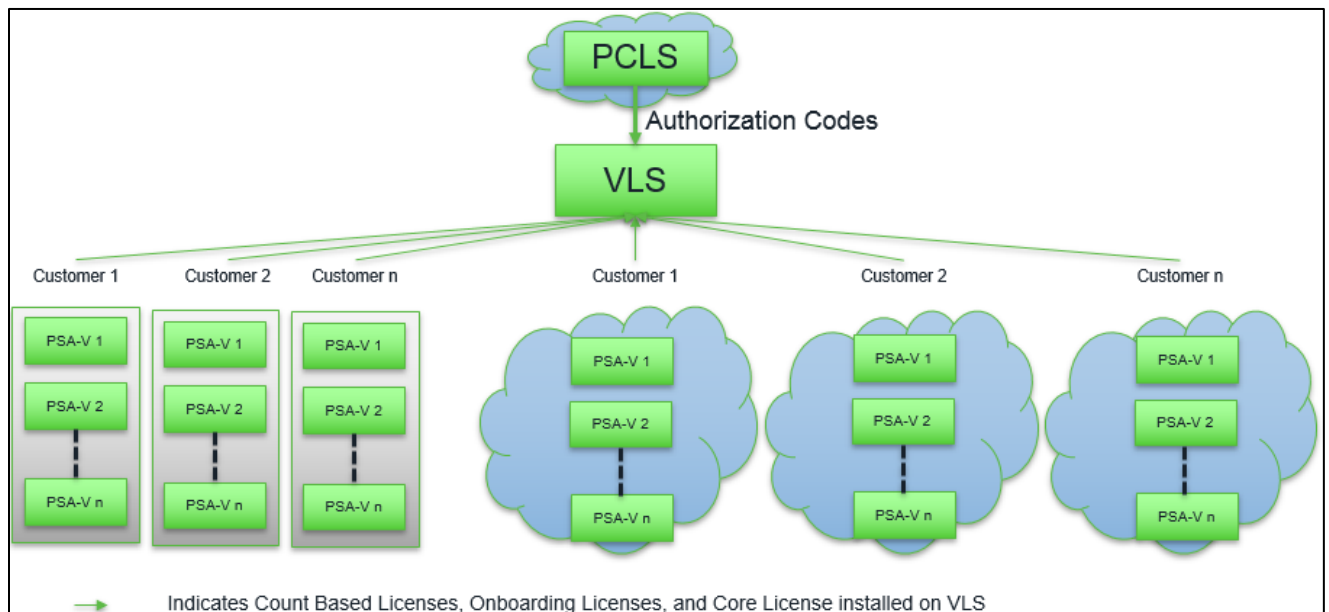 PCLS
Authorization Codes
VLS
Customer 1
Customer 2
Customer n
Customer 1
Customer 2
Customer n
PSA-V 1
PSA-V 2
PSA-V n
PSA-V 1
PSA-V 2
PSA-V n
PSA-V 1
PSA-V 2
PSA-V n
PSA-V 1
PSA-V 2
PSA-V n
PSA-V 1
PSA-V 2
PSA-V n
PSA-V 1
PSA-V 2
PSA-V n
Indicates Count Based Licenses, Onboarding Licenses, and Core License installed on VLS